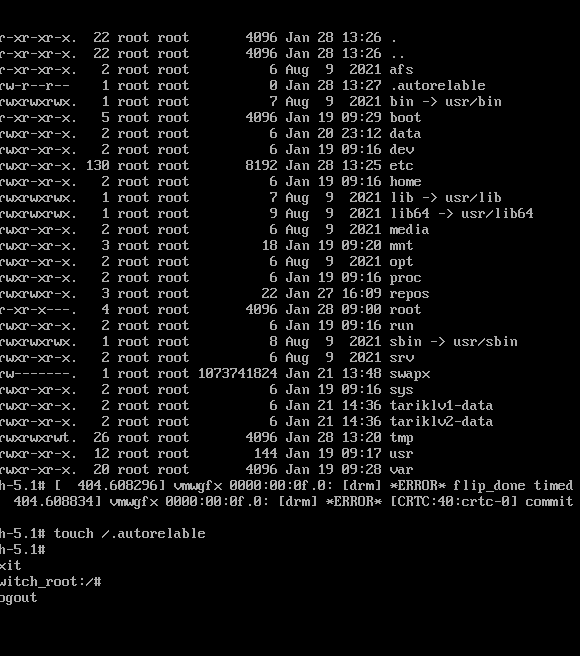 r-xr-xr-x.  22 root root       4096 Jan 28 13:26 .
r-xr-xr-x.  22 root root       4096 Jan 28 13:26 ..
rwxr-xr-x.   2 root root          6 Aug  9  2021 afs
rw-r--r--    1 root root          0 Jan 28 13:27 .autorelable
rwxrwxrwx.   1 root root          7 Aug  9  2021 bin -> usr/bin
r-xr-xr-x.   5 root root       4096 Jan 19 09:29 boot
rwxr-xr-x.   2 root root          6 Jan 20 23:12 data
rwxr-xr-x.   2 root root          6 Jan 19 09:16 dev
rwxr-xr-x. 130 root root       8192 Jan 28 13:25 etc
rwxr-xr-x.   2 root root          6 Jan 19 09:16 home
rwxrwxrwx.   1 root root          7 Aug  9  2021 lib -> usr/lib
rwxrwxrwx.   1 root root          9 Aug  9  2021 lib64 -> usr/lib64
rwxr-xr-x.   2 root root          6 Aug  9  2021 media
rwxr-xr-x.   3 root root         18 Jan 19 09:20 mnt
rwxr-xr-x.   2 root root          6 Aug  9  2021 opt
rwxr-xr-x.   2 root root          6 Jan 19 09:16 proc
rwxrwxr-x.   3 root root         22 Jan 27 16:09 repos
r-xr-x---.   4 root root       4096 Jan 28 09:00 root
rwxr-xr-x.   2 root root          6 Jan 19 09:16 run
rwxrwxrwx.   1 root root          8 Aug  9  2021 sbin -> usr/sbin
rwxr-xr-x.   2 root root          6 Aug  9  2021 srv
rw-------.   1 root root 1073741824 Jan 21 13:48 swapx
rwxr-xr-x.   2 root root          6 Jan 19 09:16 sys
rwxr-xr-x.   2 root root          6 Jan 21 14:36 tariklv1-data
rwxr-xr-x.   2 root root          6 Jan 21 14:36 tariklv2-data
rwxrwxrwt.  26 root root       4096 Jan 28 13:20 tmp
rwxr-xr-x.  12 root root        144 Jan 19 09:17 usr
rwxr-xr-x.  20 root root       4096 Jan 19 09:28 var
h-5.1# [  404.608296] vmwgfx 0000:00:0f.0: [drm] *ERROR* flip_done timed
  404.608834] vmwgfx 0000:00:0f.0: [drm] *ERROR* [CRTC:40:crtc-0] commit
h-5.1# touch /.autorelable
h-5.1#
xit
witch_root:/#
ogout